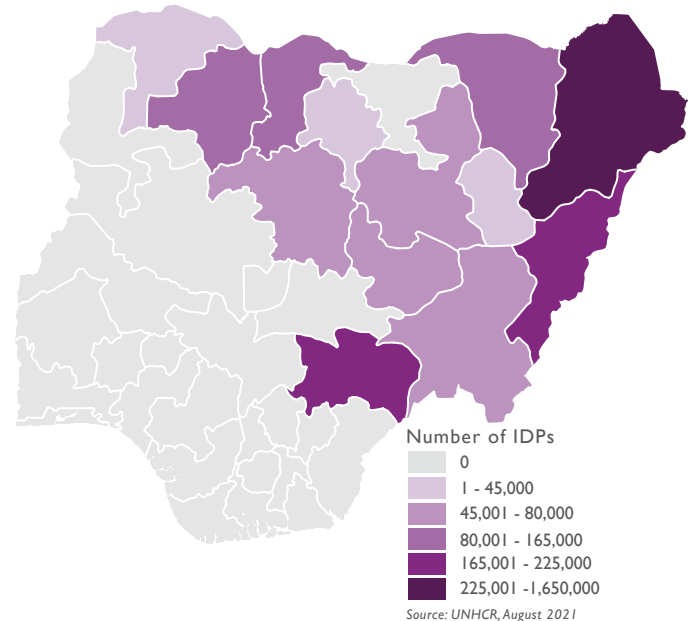 Number of IDPs
0
1 - 45,000
45,001 - 80,000
80,001 - 165,000
165,001 - 225,000
225,001 -1,650,000
Source: UNHCR, August 2021